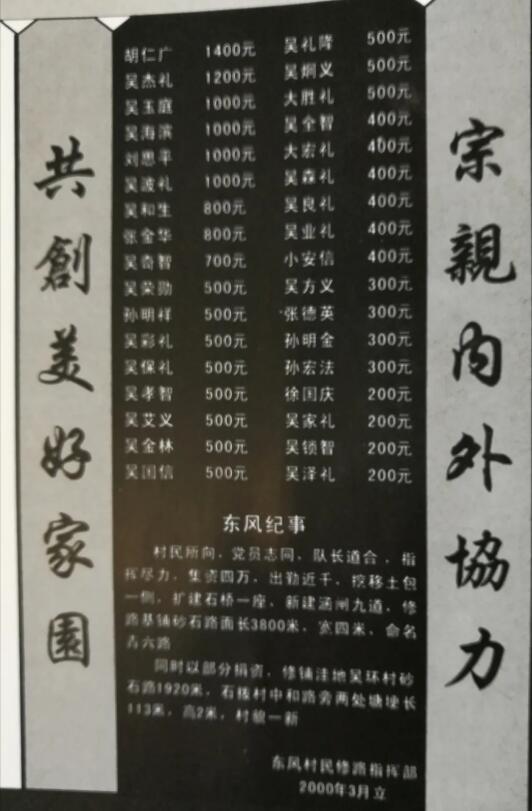 宗親内外協力
胡仁广 1400元 吴礼隆 500元
吴杰礼 1200元 吴炯义 500元
吴玉庭 1000元 大胜礼 500元
吴海滨 1000元 吴全智 400元
刘思平 1000元 大宏礼 400元
吴波礼 1000元 吴森礼 400元
吴和生 800元 吴良礼 400元
张金华 800元 吴业礼 400元
吴奇智 700元 小安信 400元
吴荣勋 500元 吴方义 300元
孙明祥 500元 张德英 300元
吴彩礼 500元 孙明金 300元
吴保礼 500元 孙宏法 300元
吴孝智 500元 徐国庆 200元
吴艾义 500元 吴家礼 200元
吴金林 500元 吴锁智 200元
吴国信 500元 吴泽礼 200元
东风纪事
村民所向,党员志同,队长道合,指
挥尽力,集资四万,出勤近千,挖移土包
一侧,扩建石桥一座,新建涵闸九道,修
路基铺砂石路面长3800米,宽四米,命名
吉六路
同时以部分捐资,修铺洼地吴环村砂
石路1920米,石拨村中和路旁两处塘埂长
113米,高2米,村貌一新
东风村民修路指挥部
2000年3月立
共創美好家園